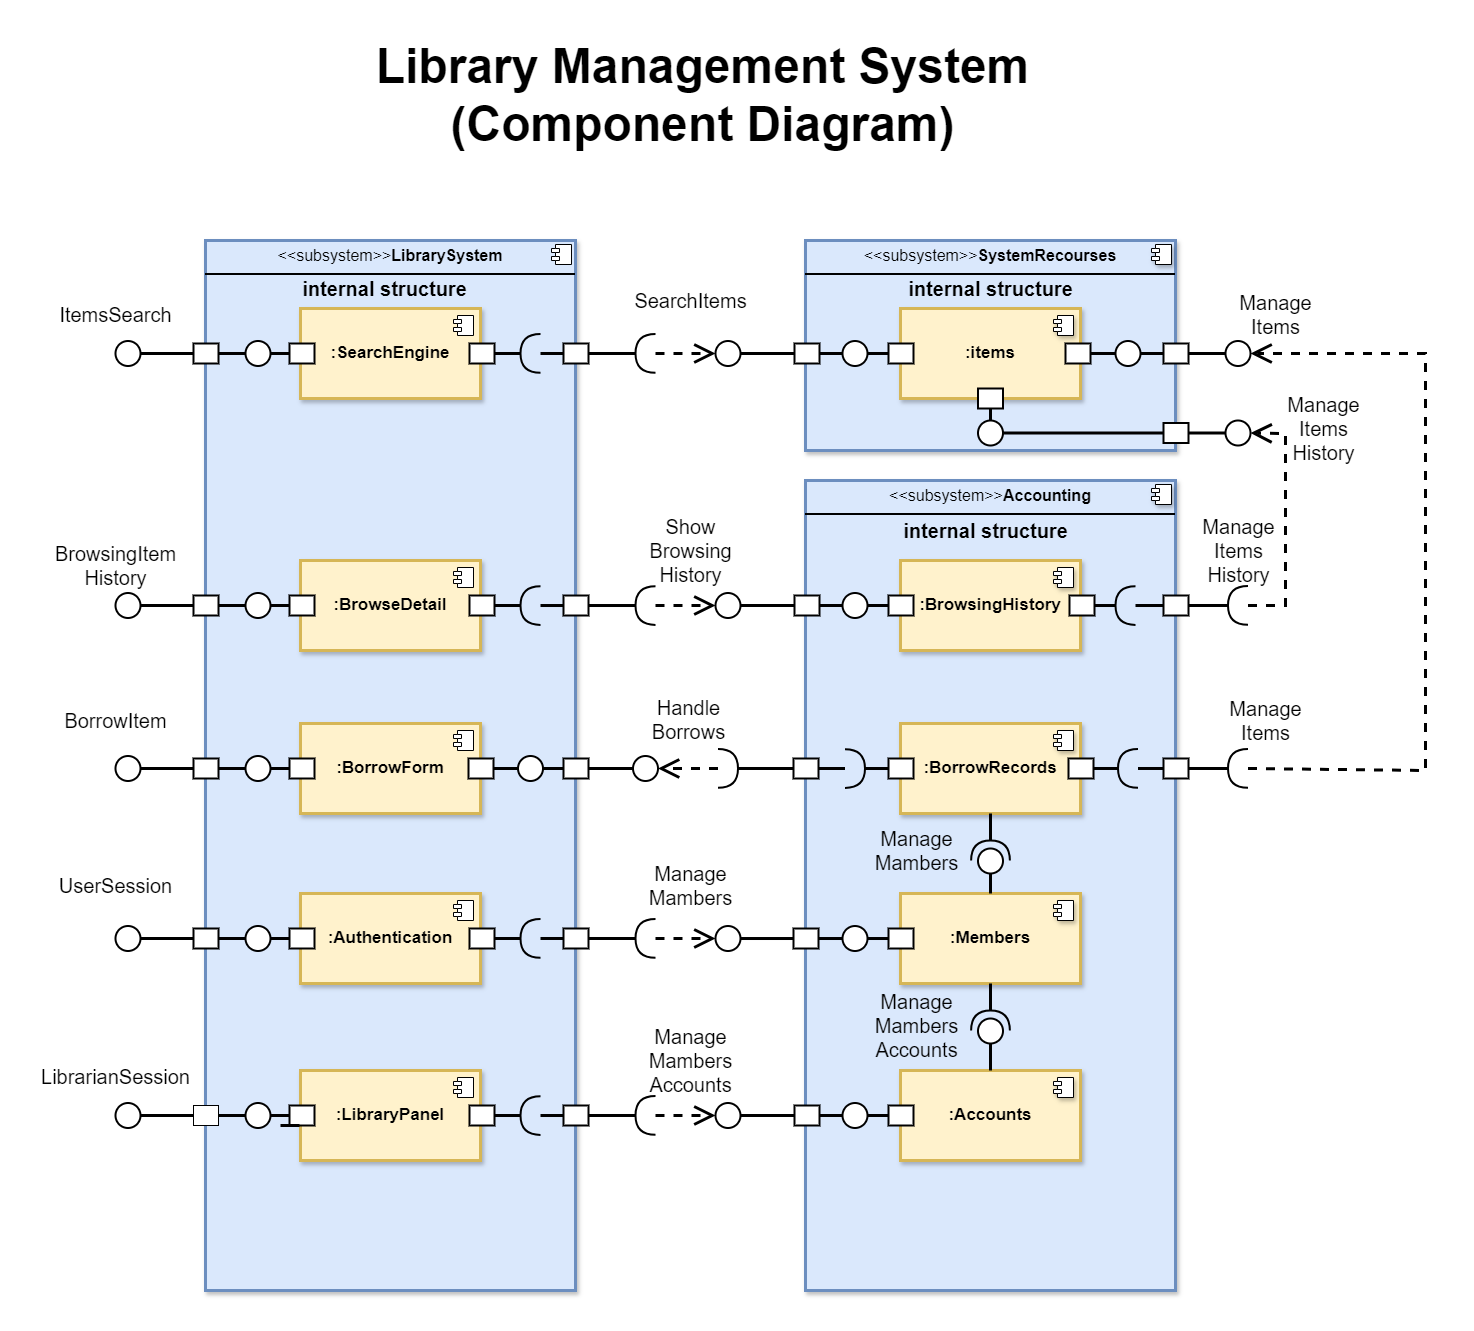 Library Management System
(Component Diagram)
<<subsystem>>LibrarySystem
internal structure
ItemsSearch
:SearchEngine
SearchItems
<<subsystem>>SystemRecourses
internal structure
:items
Manage
Items
Manage
Items
History
<<subsystem>>Accounting
internal structure
BrowsingItem
History
:BrowseDetail
Show
Browsing
History
:BrowsingHistory
Manage
Items
History
BorrowItem
:BorrowForm
Handle
Borrows
:BorrowRecords
Manage
Items
Manage
Mambers
UserSession
:Authentication
Manage
Mambers
:Members
Manage
Mambers
Accounts
LibrarianSession
:LibraryPanel
Manage
Mambers
Accounts
:Accounts